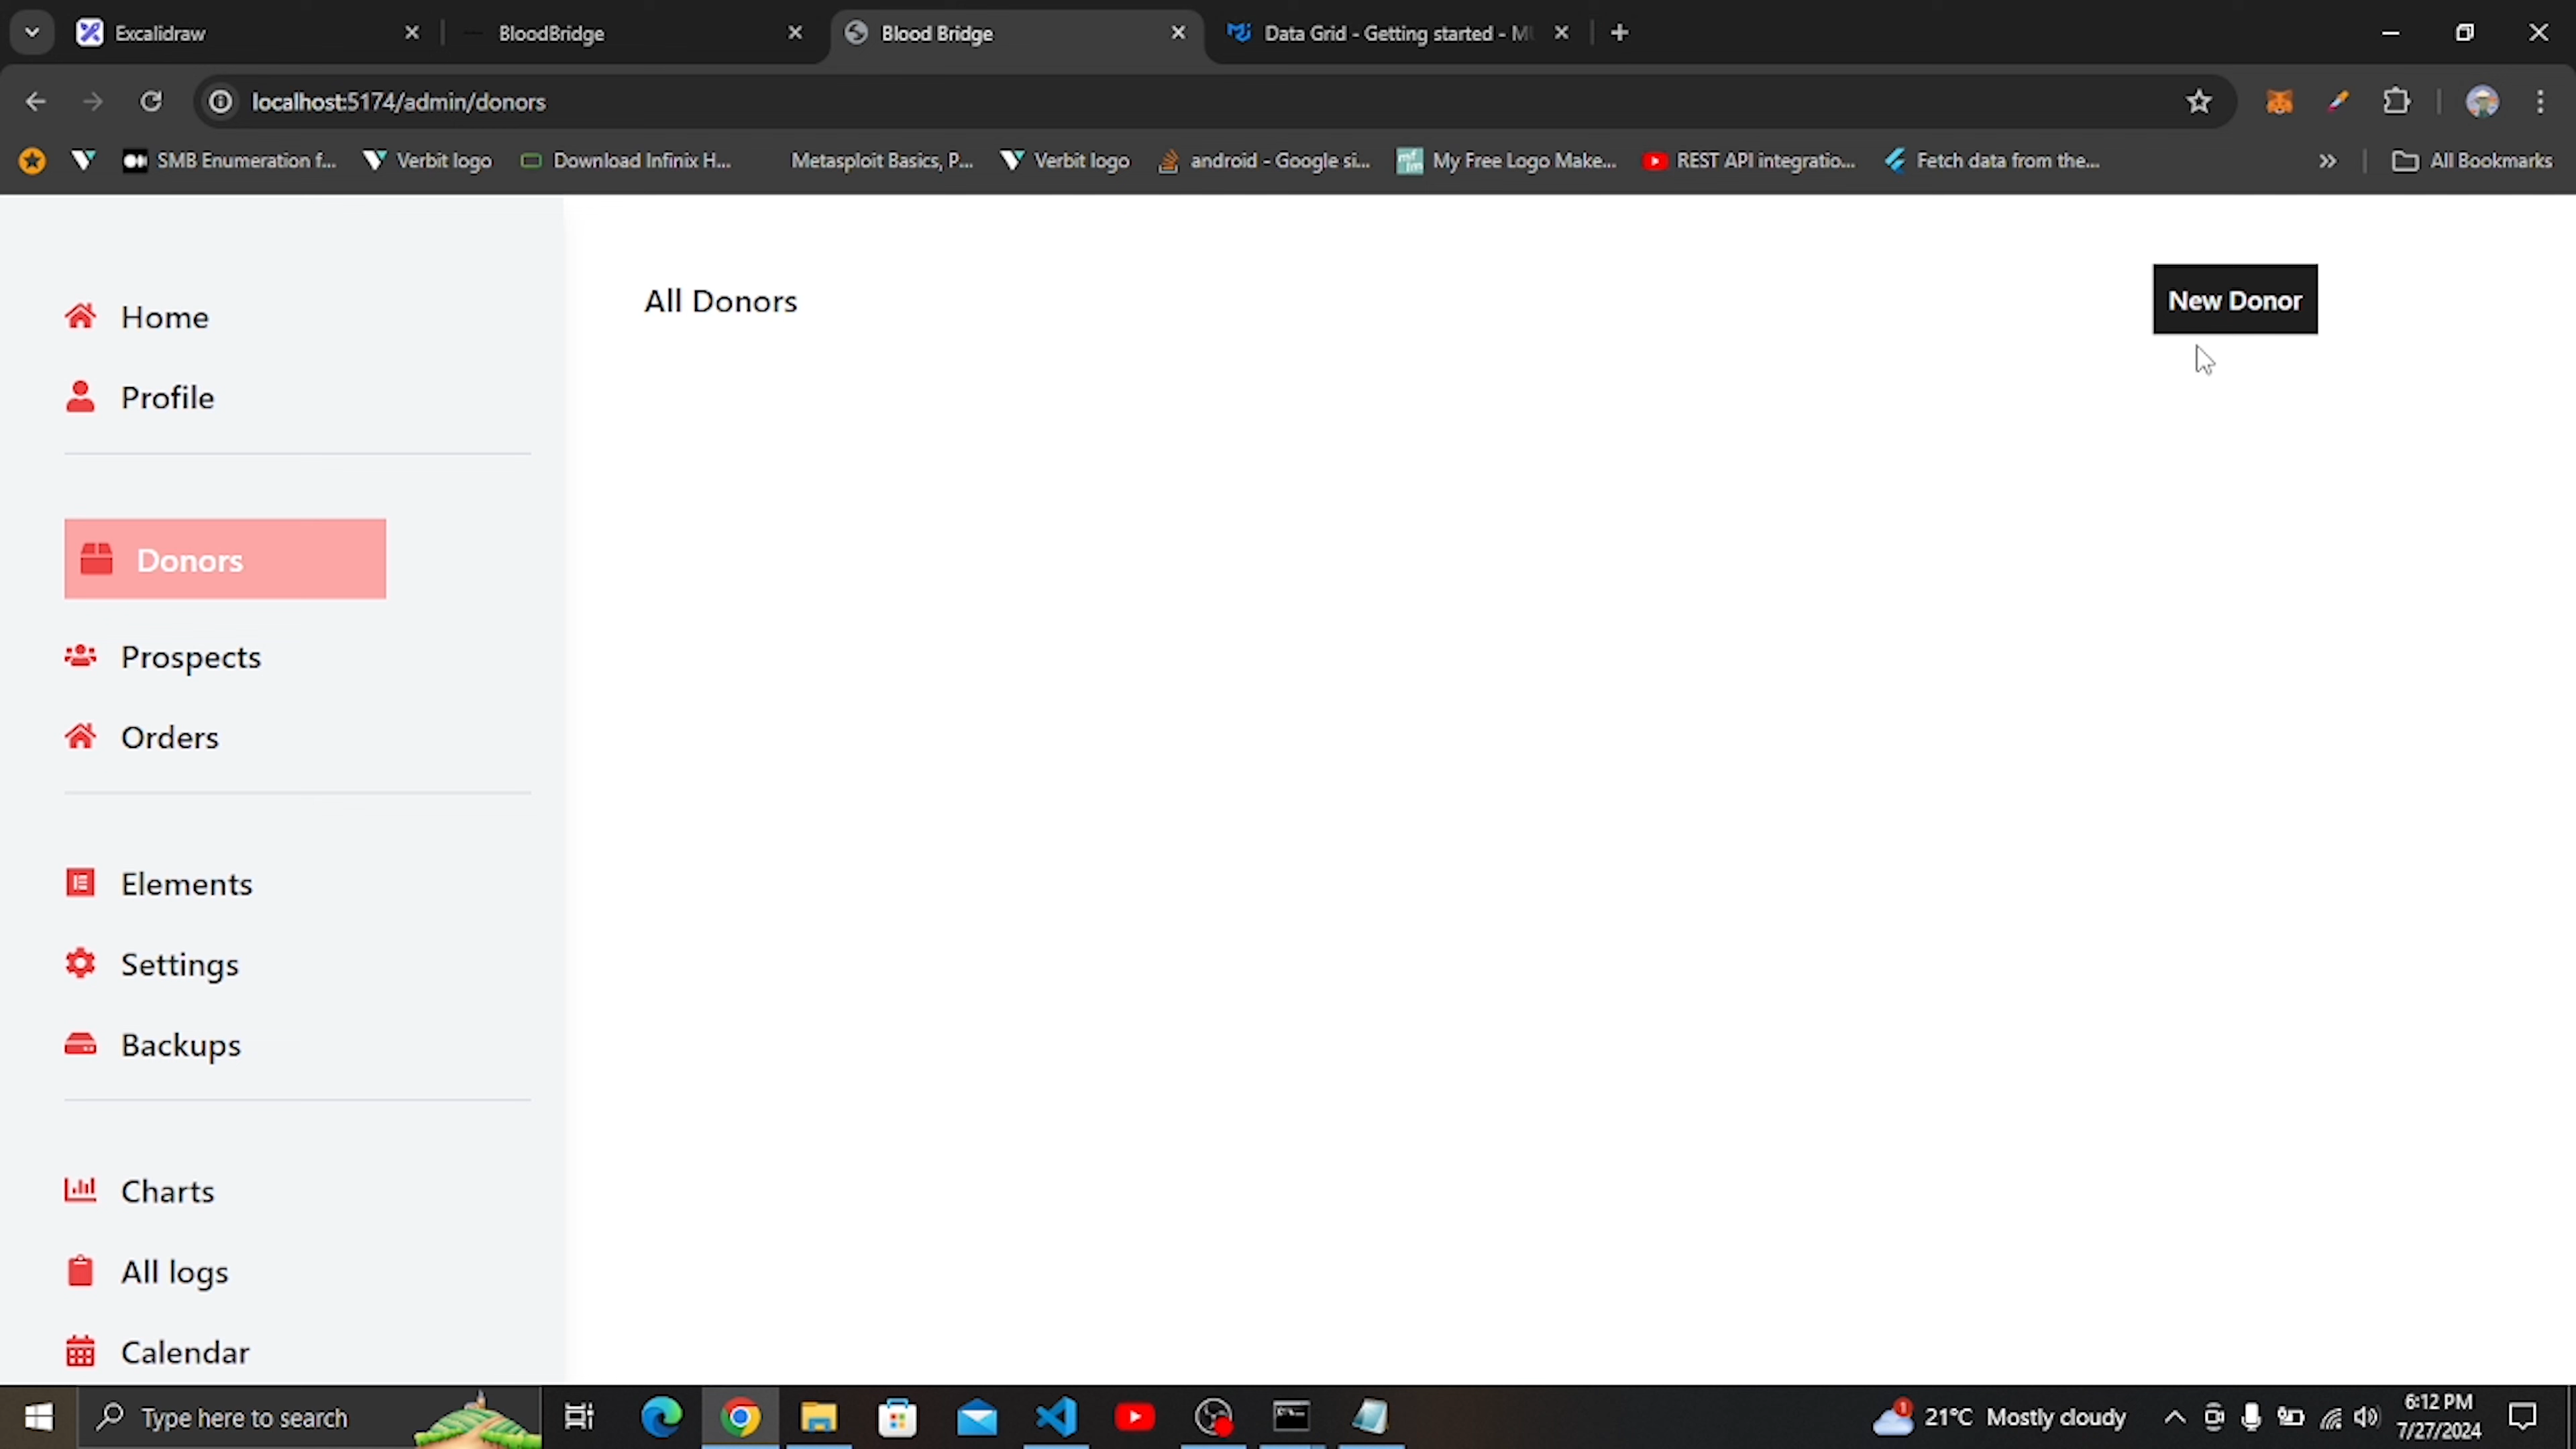 Excalidraw
BloodBridge
Blood Bridge
Data Grid - Getting started - MU
localhost:5174/admin/donors
SMB Enumeration f...
Verbit logo
Download Infinix H...
Metasploit Basics, P...
Verbit logo
android - Google si...
My Free Logo Make...
REST API integratio...
Fetch data from the...
All Bookmarks
Home
Profile
Donors
Prospects
Orders
Elements
Settings
Backups
Charts
All logs
Calendar
All Donors
New Donor
Type here to search
21°C Mostly cloudy
6:12 PM
7/27/2024